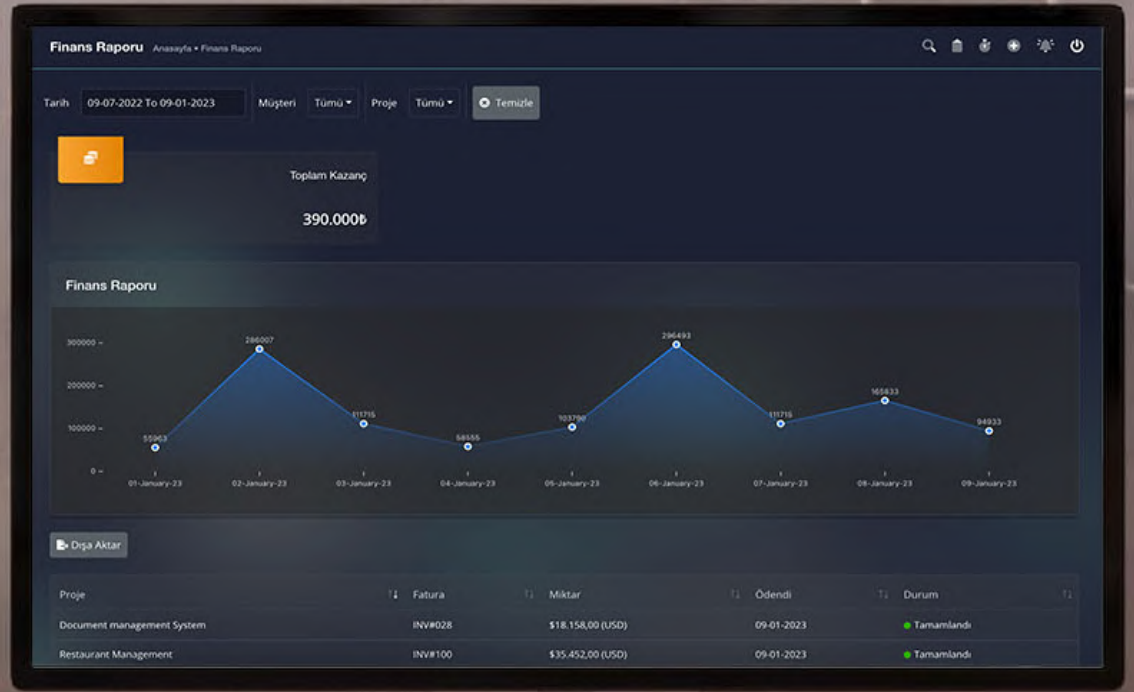 Finans Raporu Anasayfa • Finans Raporu
Tarih 09-07-2022 To 09-01-2023 Müşteri Tümü Proje Tümü Temizle
Toplam Kazanç
390.000₺
Finans Raporu
300000
200000
100000
0
55963
286007
111715
58555
103790
296493
111715
165833
94933
01-January-23 02-January-23 03-January-23 04-January-23 05-January-23 06-January-23 07-January-23 08-January-23 09-January-23
Dışa Aktar
Proje Fatura Miktar Ödendi Durum
Document management System INV#028 $18.158,00 (USD) 09-01-2023 Tamamlandı
Restaurant Management INV#100 $35.452,00 (USD) 09-01-2023 Tamamlandı